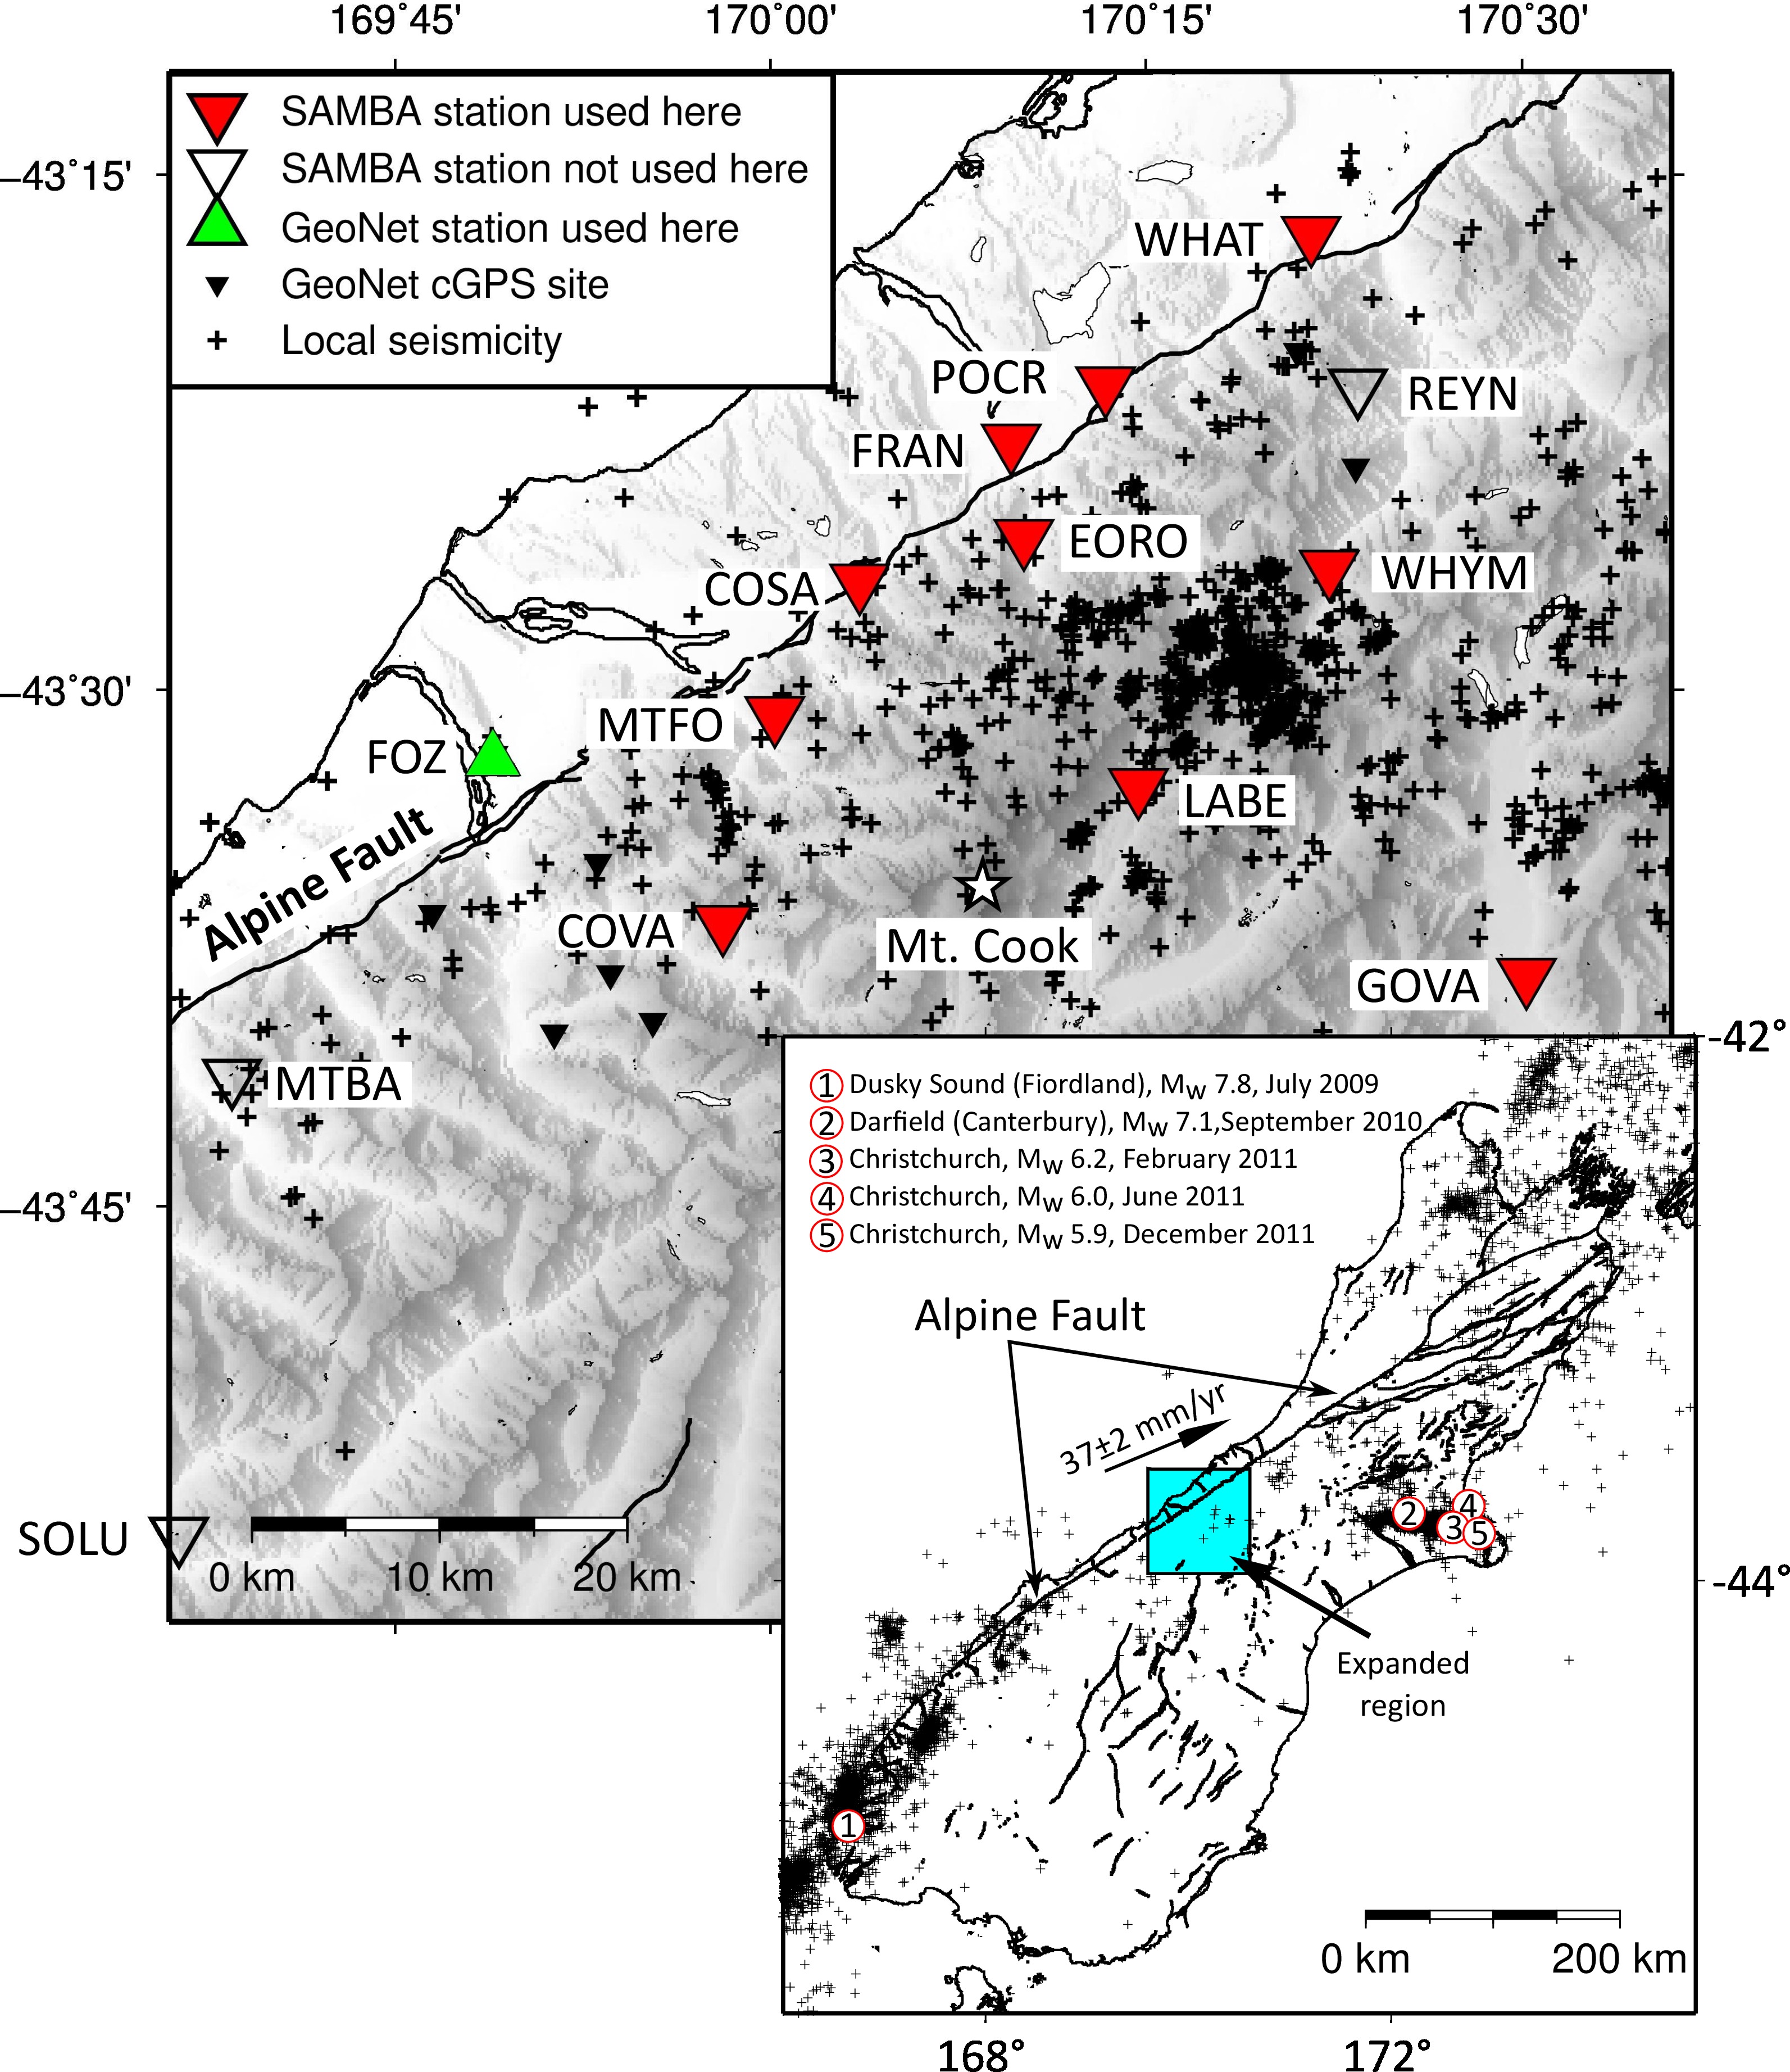 169˚45'
170˚00'
170˚15'
170˚30'
SAMBA station used here
SAMBA station not used here
GeoNet station used here
GeoNet cGPS site
Local seismicity
−43˚15'
WHAT
POCR
REYN
FRAN
EORO
WHYM
COSA
−43˚30'
MTFO
FOZ
LABE
Alpine Fault
COVA
Mt. Cook
GOVA
MTBA
−43˚45'
SOLU
0 km 10 km 20 km
-42°
1 Dusky Sound (Fiordland), Mw 7.8, July 2009
2 Darfield (Canterbury), Mw 7.1,September 2010
3 Christchurch, Mw 6.2, February 2011
4 Christchurch, Mw 6.0, June 2011
5 Christchurch, Mw 5.9, December 2011
Alpine Fault
37±2 mm/yr
2
4
3
5
-44°
Expanded
region
1
0 km 200 km
168°
172°